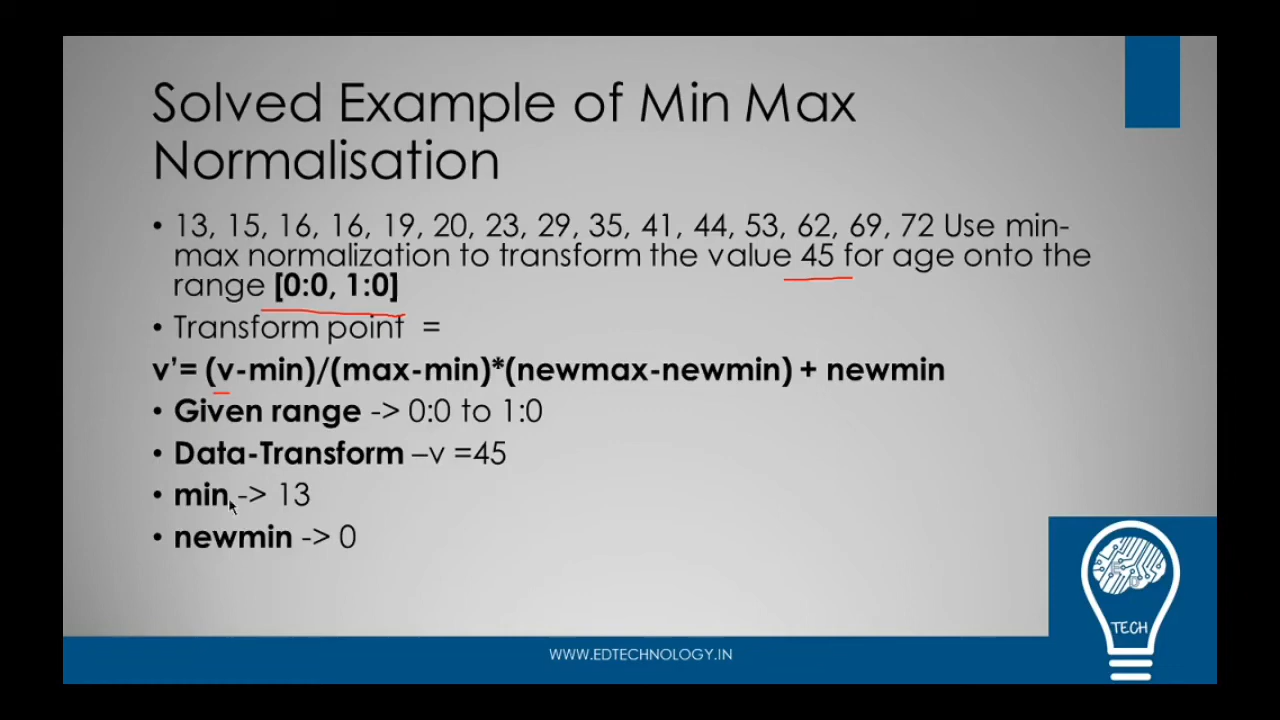 Solved Example of Min Max
Normalisation
• 13, 15, 16, 16, 19, 20, 23, 29, 35, 41, 44, 53, 62, 69, 72 Use min-
max normalization to transform the value 45 for age onto the
range [0:0, 1:0]
• Transform point =
v’= (v-min)/(max-min)*(newmax-newmin) + newmin
• Given range -> 0:0 to 1:0
• Data-Transform –v =45
• min -> 13
• newmin -> 0
ED
TECH
WWW.EDTECHNOLOGY.IN